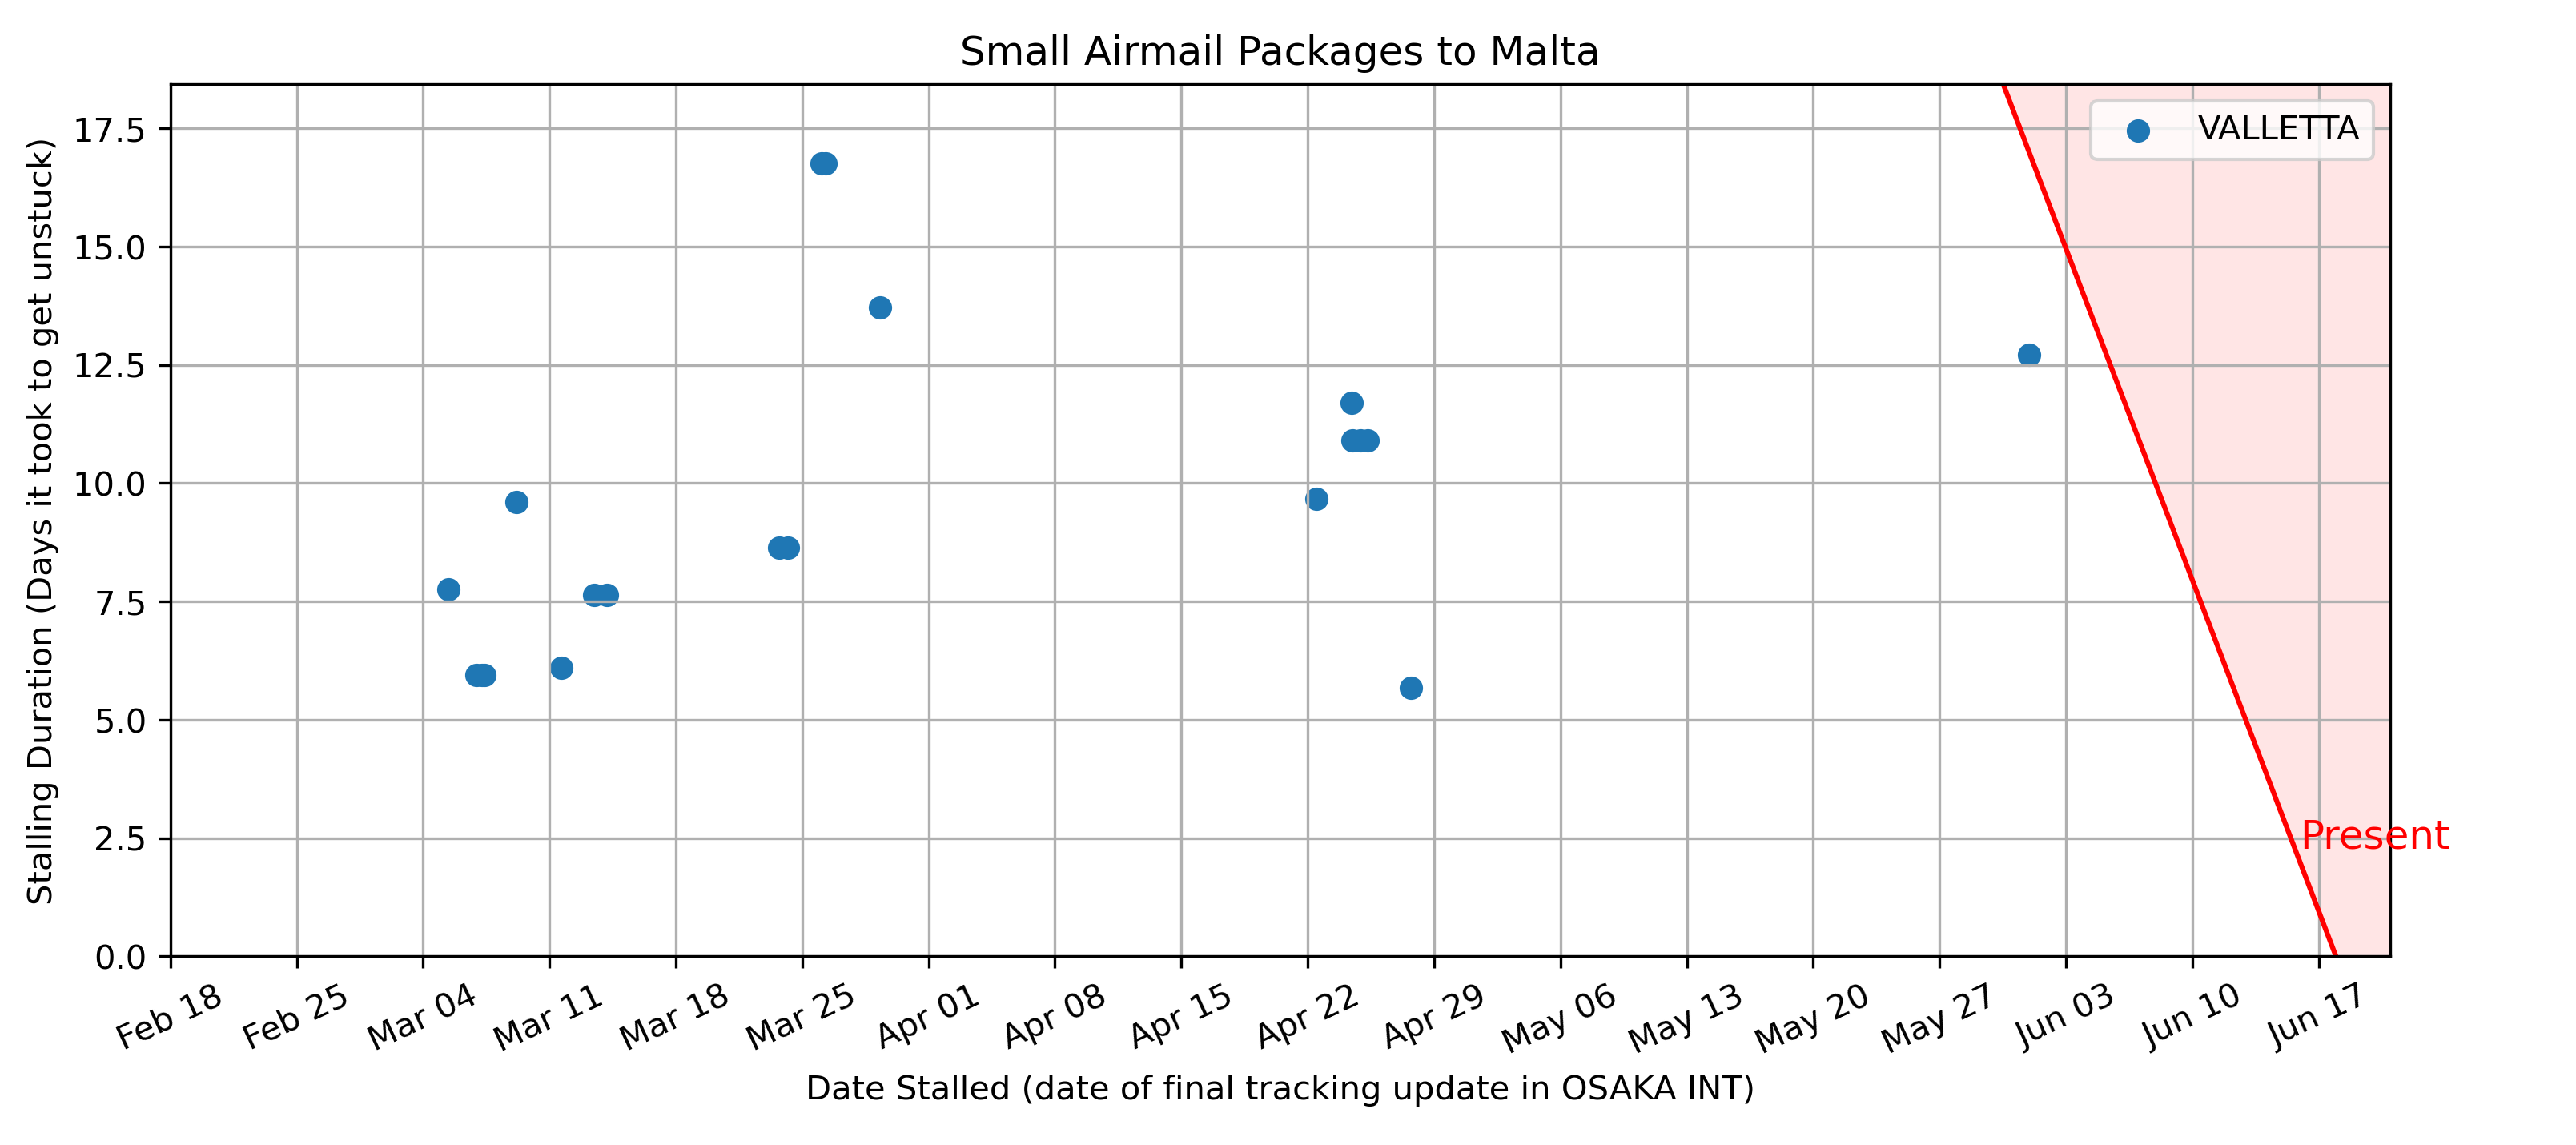 Small Airmail Packages to Malta
VALLETTA
Stalling Duration (Days it took to get unstuck)
17.5
15.0
12.5
10.0
7.5
5.0
2.5
0.0
Present
Feb 18
Feb 25
Mar 04
Mar 11
Mar 18
Mar 25
Apr 01
Apr 08
Apr 15
Apr 22
Apr 29
May 06
May 13
May 20
May 27
Jun 03
Jun 10
Jun 17
Date Stalled (date of final tracking update in OSAKA INT)